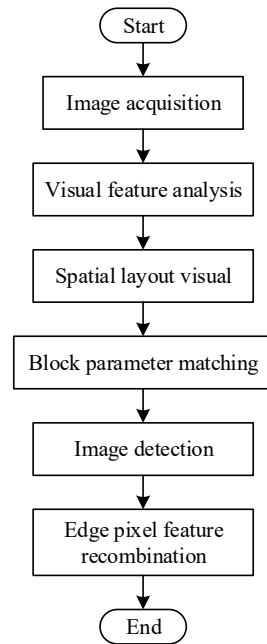 Start
Image acquisition
Visual feature analysis
Spatial layout visual
Block parameter matching
Image detection
Edge pixel feature
recombination
End